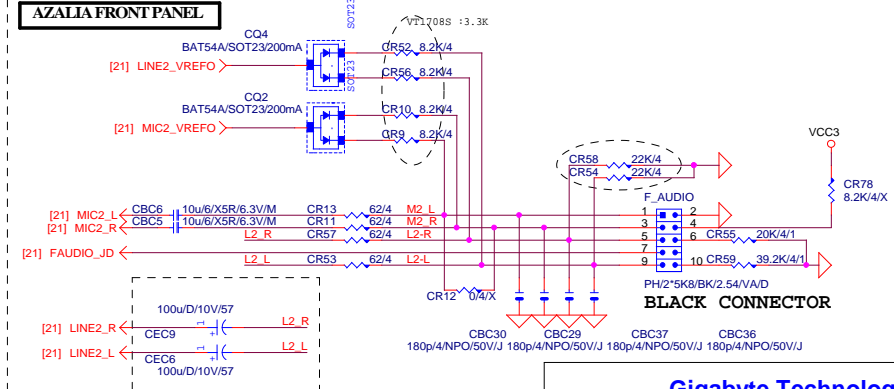 AZALIA FRONT PANEL
SOT23
VT1708S :3.3K
CQ4
BAT54A/SOT23/200mA
CR52 8.2K/4
[21] LINE2_VREFO
CR56 8.2K/4
SOT23
CQ2
BAT54A/SOT23/200mA
CR10 8.2K/4
[21] MIC2_VREFO
CR9 8.2K/4
VCC3
CR58 22K/4
CR54 22K/4
CR78
8.2K/4/X
F_AUDIO
[21] MIC2_L CBC6 10u/6/X5R/6.3V/M CR13 62/4 M2_L 1 2
[21] MIC2_R CBC5 10u/6/X5R/6.3V/M CR11 62/4 M2_R 3 4
L2_R CR57 62/4 L2-R 5 6 CR55 20K/4/1
[21] FAUDIO_JD 7
L2_L CR53 62/4 L2-L 9 10 CR59 39.2K/4/1
PH/2*5K8/BK/2.54/VA/D
CR12 0/4/X
BLACK CONNECTOR
100u/D/10V/57
[21] LINE2_R 1 + L2_R
CEC9
CBC30 CBC29 CBC37 CBC36
180p/4/NPO/50V/J 180p/4/NPO/50V/J 180p/4/NPO/50V/J 180p/4/NPO/50V/J
[21] LINE2_L 1 + L2_L
CEC6
100u/D/10V/57
Gigabyte Technolog